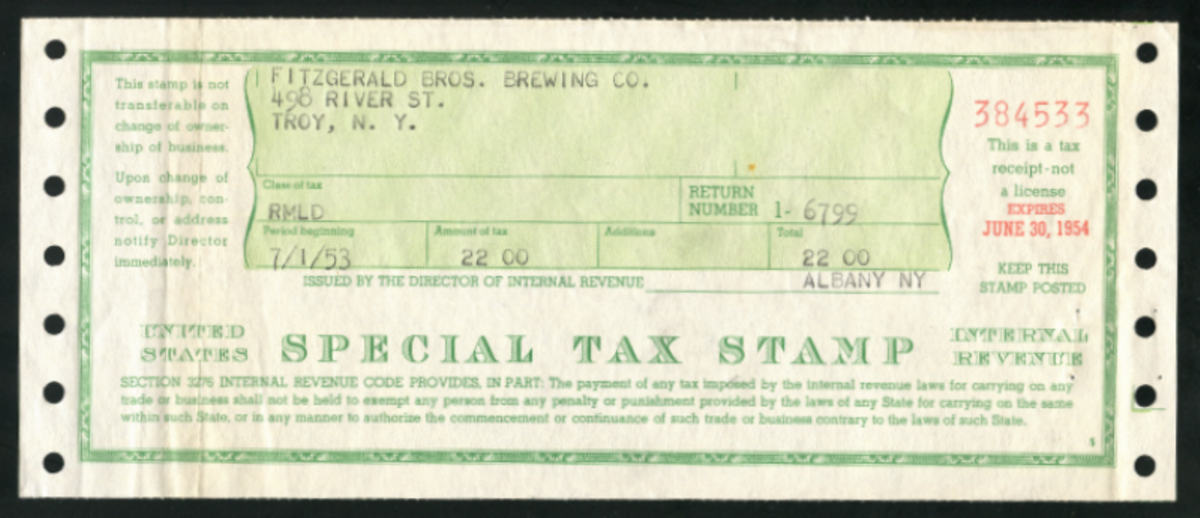 This stamp is not
transferable on
change of owner-
ship of business.
Upon change of
ownership, con-
trol, or address
notify Director
immediately.
FITZGERALD BROS. BREWING CO.
498 RIVER ST.
TROY, N. Y.
Class of tax
RMLD
RETURN
NUMBER 1- 6799
Period beginning
7/1/53
Amount of tax
22 00
Additions
Total
22 00
ISSUED BY THE DIRECTOR OF INTERNAL REVENUE ALBANY NY
384533
This is a tax
receipt-not
a license
EXPIRES
JUNE 30, 1954
KEEP THIS
STAMP POSTED
UNITED
STATES
SPECIAL TAX STAMP
INTERNAL
REVENUE
SECTION 3276 INTERNAL REVENUE CODE PROVIDES, IN PART: The payment of any tax imposed by the internal revenue laws for carrying on any
trade or business shall not be held to exempt any person from any penalty or punishment provided by the laws of any State for carrying on the same
within such State, or in any manner to authorize the commencement or continuance of such trade or business contrary to the laws of such State.